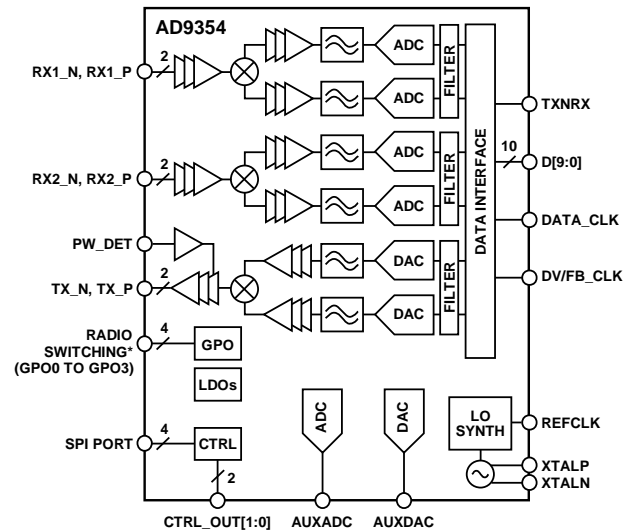 AD9354
RX1_N, RX1_P
2
ADC
ADC
FILTER
RX2_N, RX2_P
2
ADC
ADC
FILTER
PW_DET
TX_N, TX_P
2
DAC
DAC
FILTER
DATA INTERFACE
TXNRX
10
D[9:0]
DATA_CLK
DV/FB_CLK
RADIO
SWITCHING*
(GPO0 TO GPO3)
4
GPO
LDOs
SPI PORT
4
CTRL
2
ADC
DAC
LO
SYNTH
REFCLK
XTALP
XTALN
CTRL_OUT[1:0]
AUXADC
AUXDAC